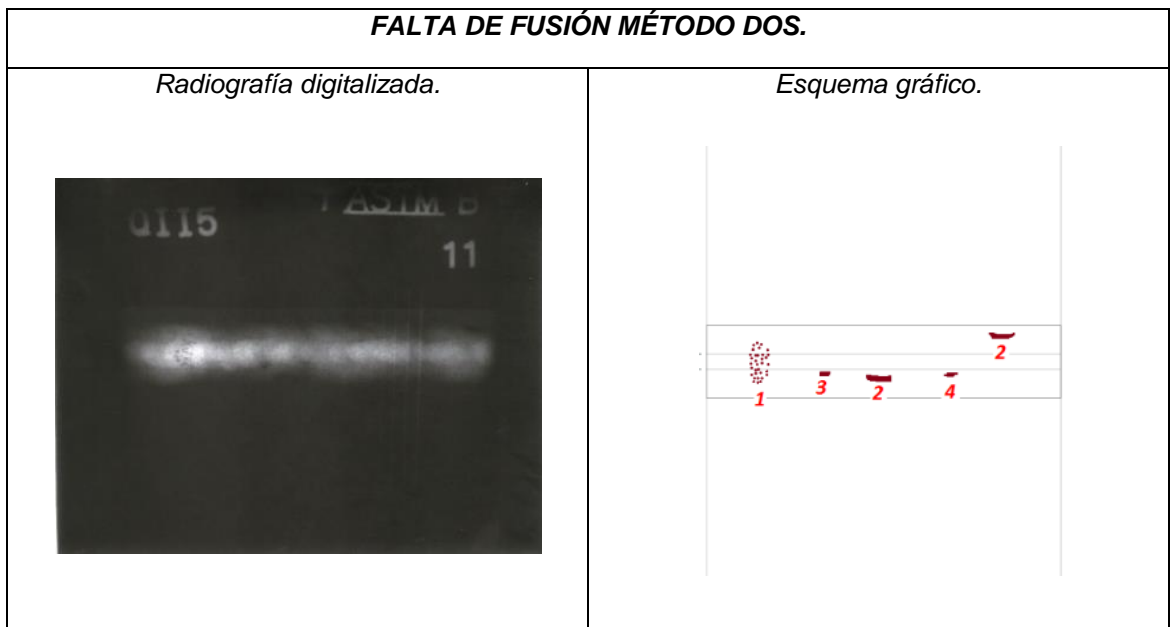 FALTA DE FUSIÓN MÉTODO DOS.
Radiografía digitalizada.
Esquema gráfico.
ASTM B
QII5
11
2
3
2
4
1